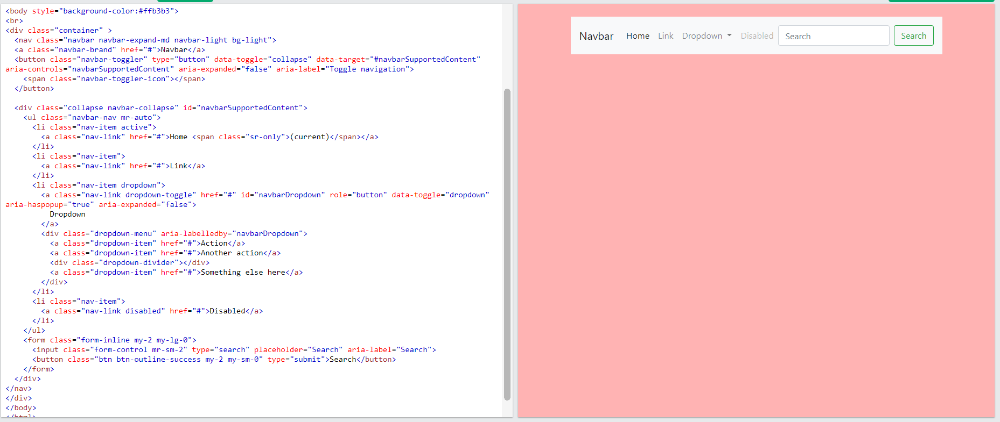 <body style="background-color:#ffb3b3">
<br>
<div class="container" >
  <nav class="navbar navbar-expand-md navbar-light bg-light">
  <a class="navbar-brand" href="#">Navbar</a>
  <button class="navbar-toggler" type="button" data-toggle="collapse" data-target="#navbarSupportedContent"
aria-controls="navbarSupportedContent" aria-expanded="false" aria-label="Toggle navigation">
    <span class="navbar-toggler-icon"></span>
  </button>

  <div class="collapse navbar-collapse" id="navbarSupportedContent">
    <ul class="navbar-nav mr-auto">
      <li class="nav-item active">
        <a class="nav-link" href="#">Home <span class="sr-only">(current)</span></a>
      </li>
      <li class="nav-item">
        <a class="nav-link" href="#">Link</a>
      </li>
      <li class="nav-item dropdown">
        <a class="nav-link dropdown-toggle" href="#" id="navbarDropdown" role="button" data-toggle="dropdown"
aria-haspopup="true" aria-expanded="false">
          Dropdown
        </a>
        <div class="dropdown-menu" aria-labelledby="navbarDropdown">
          <a class="dropdown-item" href="#">Action</a>
          <a class="dropdown-item" href="#">Another action</a>
          <div class="dropdown-divider"></div>
          <a class="dropdown-item" href="#">Something else here</a>
        </div>
      </li>
      <li class="nav-item">
        <a class="nav-link disabled" href="#">Disabled</a>
      </li>
    </ul>
    <form class="form-inline my-2 my-lg-0">
      <input class="form-control mr-sm-2" type="search" placeholder="Search" aria-label="Search">
      <button class="btn btn-outline-success my-2 my-sm-0" type="submit">Search</button>
    </form>
  </div>
</nav>
</div>
</body>
</html>
Navbar Home Link Dropdown Disabled Search Search